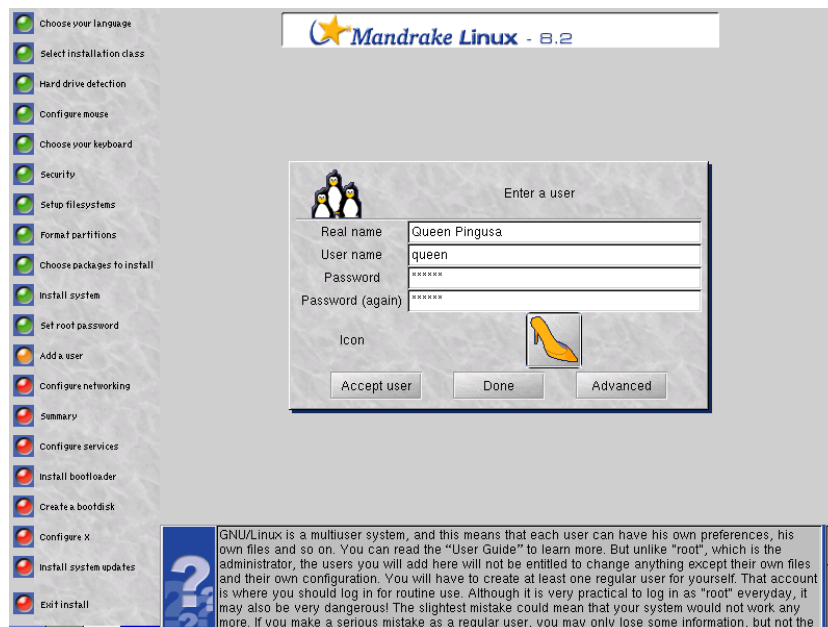 Choose your language
Select installation class
Hard drive detection
Configure mouse
Choose your keyboard
Security
Setup filesystems
Format partitions
Choose packages to install
Install system
Set root password
Add a user
Configure networking
Summary
Configure services
Install bootloader
Create a bootdisk
Configure X
Install system updates
Exit install
Mandrake Linux - 8.2
Enter a user
Real name Queen Pingusa
User name queen
Password ******
Password (again) ******
Icon
Accept user Done Advanced
GNU/Linux is a multiuser system, and this means that each user can have his own preferences, his
own files and so on. You can read the “User Guide” to learn more. But unlike "root", which is the
administrator, the users you will add here will not be entitled to change anything except their own files
and their own configuration. You will have to create at least one regular user for yourself. That account
is where you should log in for routine use. Although it is very practical to log in as "root" everyday, it
may also be very dangerous! The slightest mistake could mean that your system would not work any
more. If you make a serious mistake as a regular user, you may only lose some information, but not the